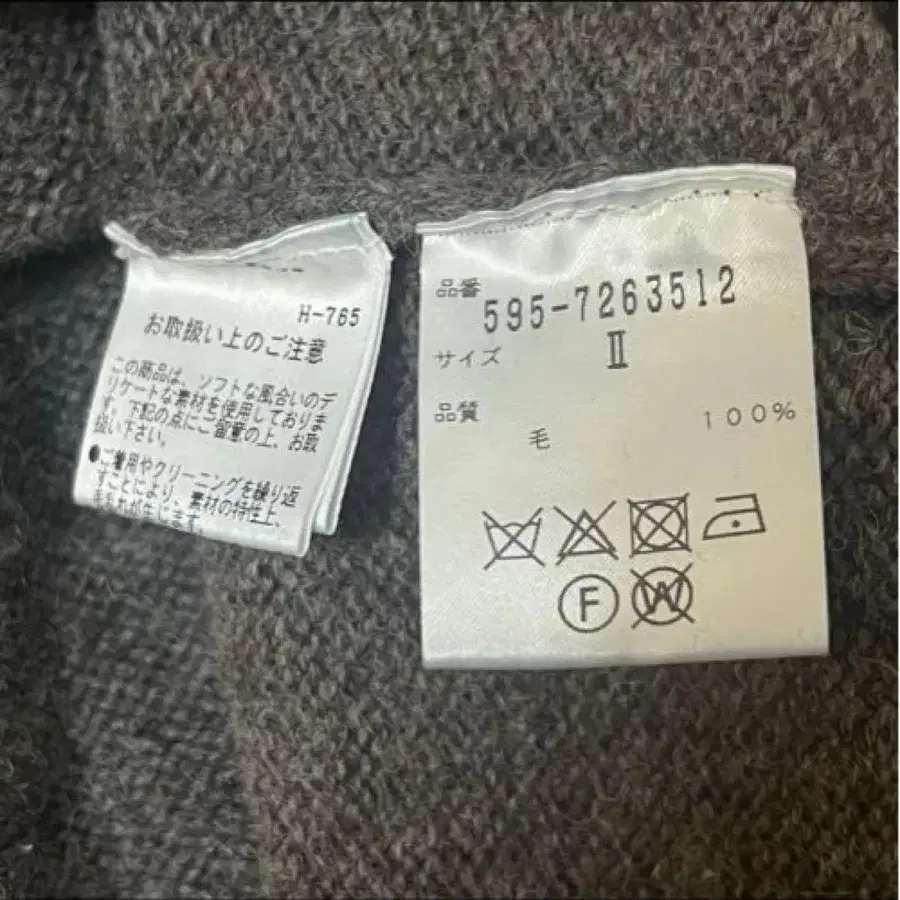 H-765
お取扱い上のご注意
この商品は、ソフトな風合いのデ
リケートな素材を使用しておりま
す。下記の点にご留意の上、お取
扱い下さい。
●ご着用やクリーニングを繰り返
すことにより、素材の特性上、
品番 595-7263512
サイズ Ⅱ
品質
毛 100%
F
W